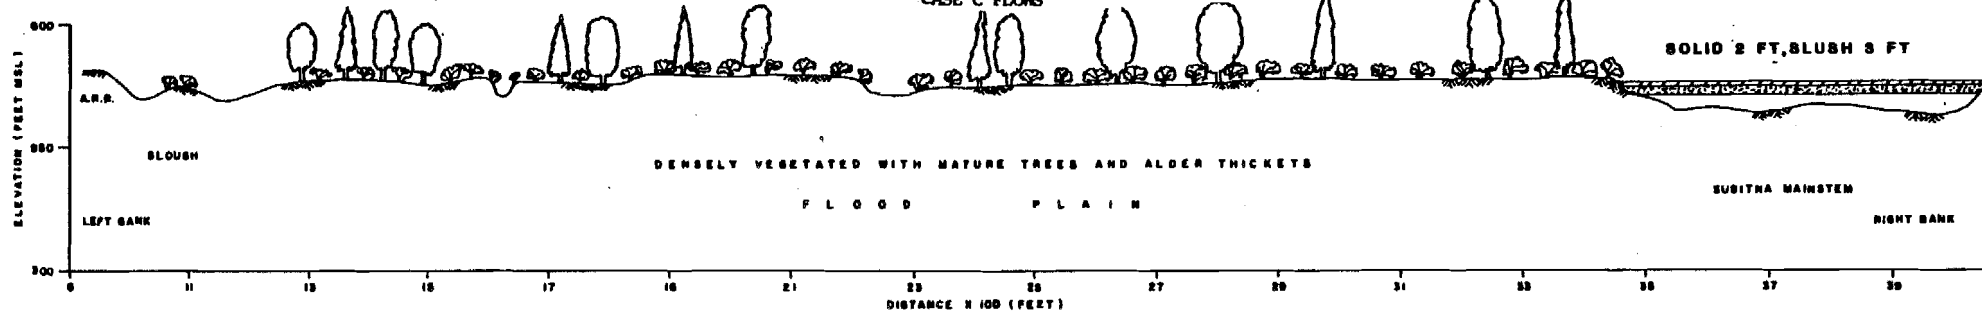 CASE C FLOWS
600
SOLID 2 FT, SLUSH 3 FT
ELEVATION (FEET MSL)
A.R.R.
550
SLOUGH
DENSELY VEGETATED WITH MATURE TREES AND ALDER THICKETS
SUSITNA MAINSTEM
FLOOD PLAIN
LEFT BANK
RIGHT BANK
500
11 13 15 17 19 21 23 25 27 29 31 33 35 37 39
DISTANCE X 100 (FEET)